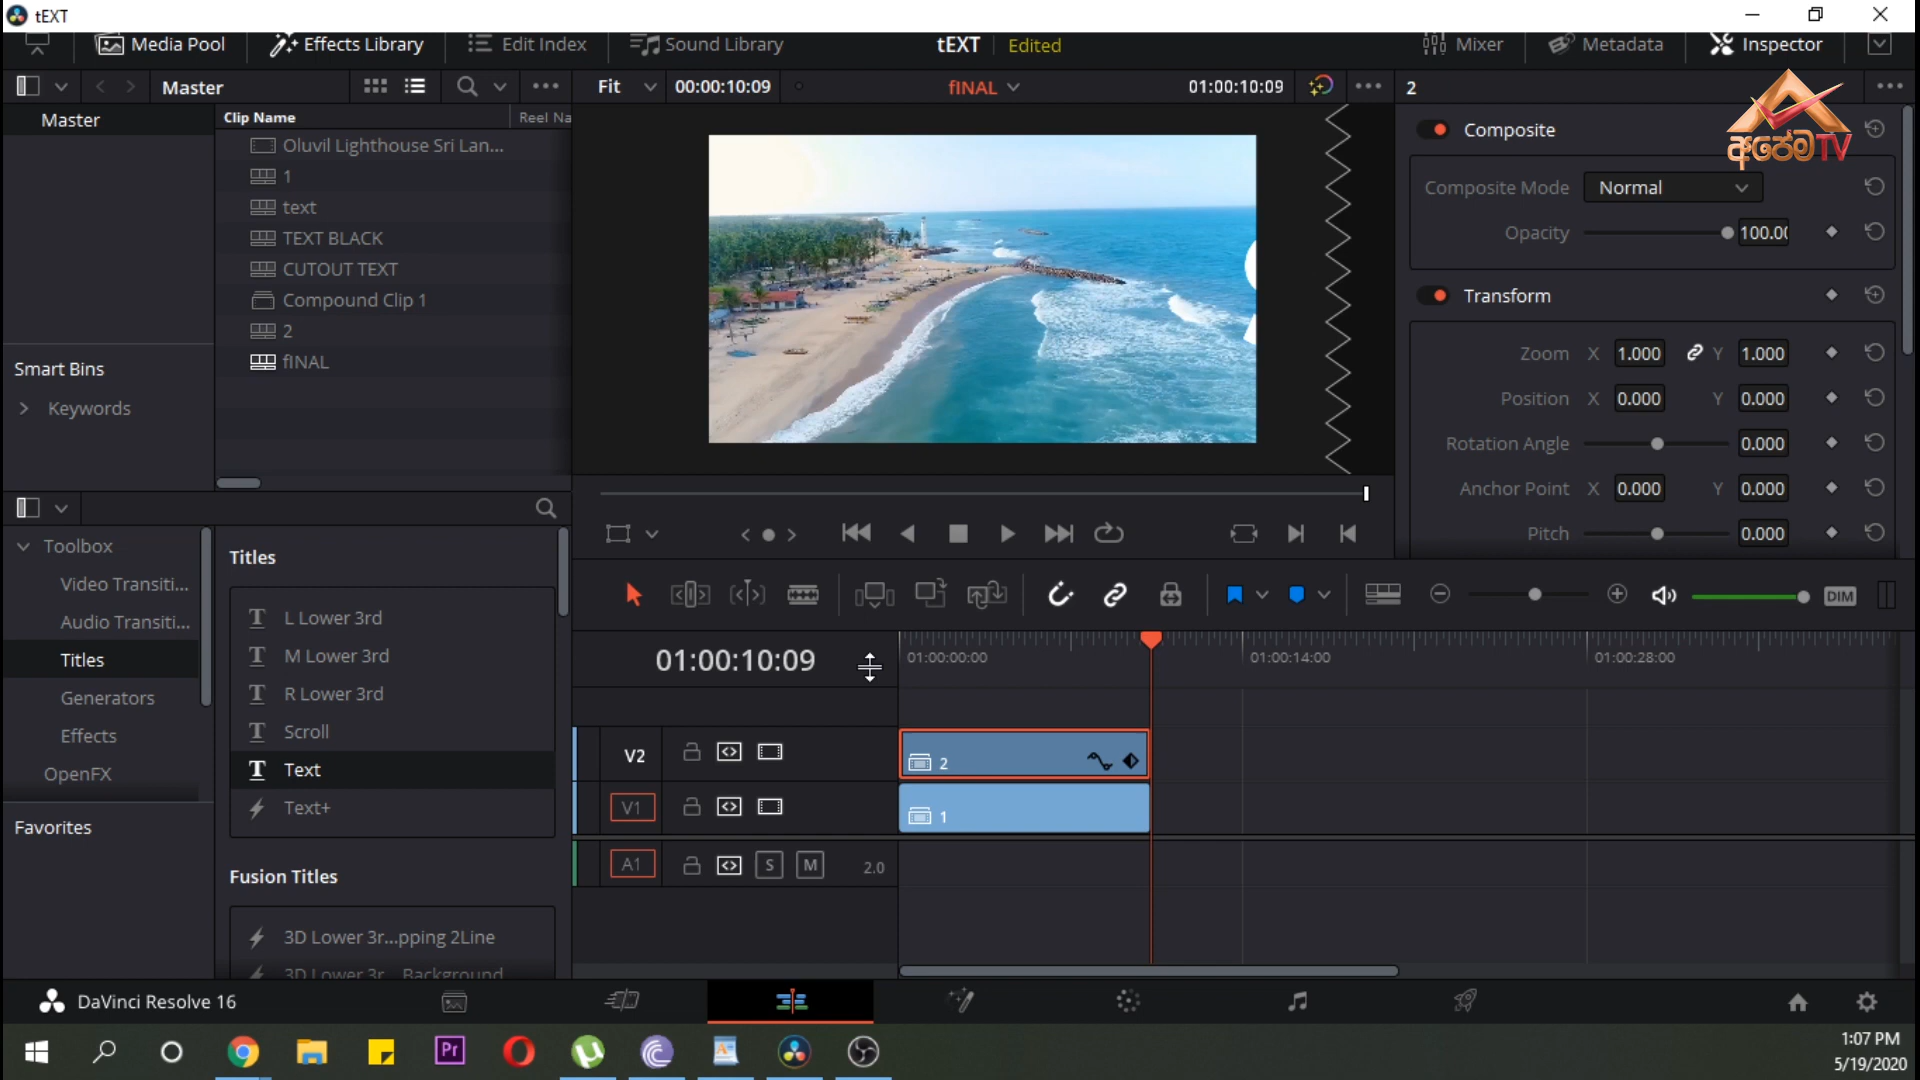 tEXT
Media Pool
Effects Library
Edit Index
Sound Library
tEXT
Edited
Mixer
Metadata
Inspector
Master
Fit
00:00:10:09
fINAL
01:00:10:09
2
Master
Clip Name
Reel Na
Oluvil Lighthouse Sri Lan...
1
text
TEXT BLACK
CUTOUT TEXT
Compound Clip 1
2
fINAL
Smart Bins
Keywords
Composite
අපේම TV
Composite Mode
Normal
Opacity
100.00
Transform
Zoom X 1.000 Y 1.000
Position X 0.000 Y 0.000
Rotation Angle 0.000
Anchor Point X 0.000 Y 0.000
Pitch 0.000
Toolbox
Video Transiti...
Audio Transiti...
Titles
Generators
Effects
OpenFX
Favorites
Titles
L Lower 3rd
M Lower 3rd
R Lower 3rd
Scroll
Text
Text+
Fusion Titles
3D Lower 3r...pping 2Line
3D Lower 3r... Background
DIM
01:00:10:09
01:00:00:00
01:00:14:00
01:00:28:00
V2
2
V1
1
A1
S
M
2.0
DaVinci Resolve 16
Pr
1:07 PM
5/19/2020